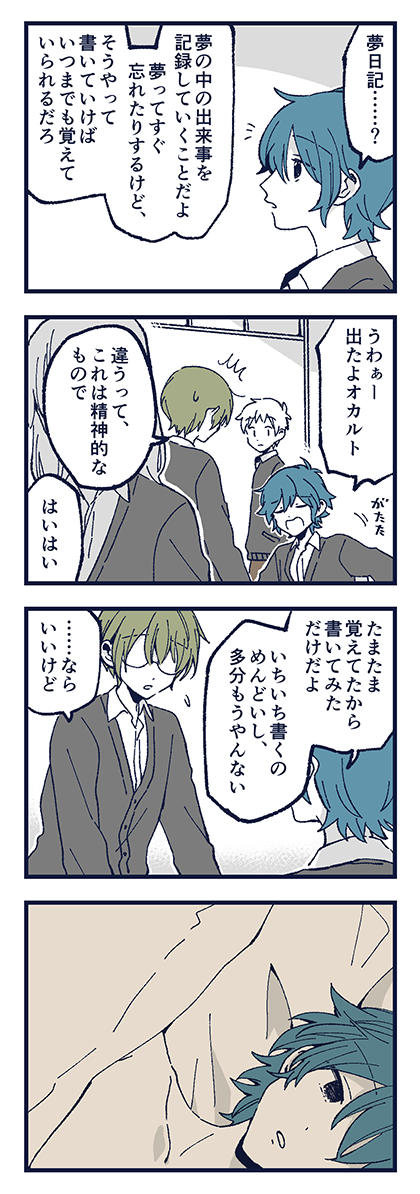 夢日記……?
夢の中の出来事を
記録していくことだよ
夢ってすぐ
忘れたりするけど、
そうやって
書いていけば
いつまでも覚えて
いられるだろ
うわぁー
出たよオカルト
がたた
違うって、
これは精神的な
もので
はいはい
たまたま
覚えてたから
書いてみた
だけだよ
いちいち書くの
めんどいし、
多分もうやんない
……なら
いいけど